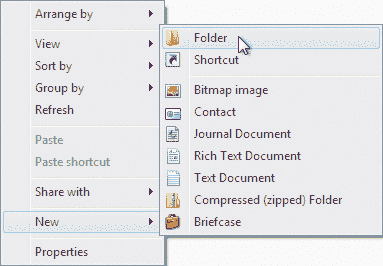 Arrange by
View
Sort by
Group by
Refresh
Paste
Paste shortcut
Share with
New
Properties
Folder
Shortcut
Bitmap image
Contact
Journal Document
Rich Text Document
Text Document
Compressed (zipped) Folder
Briefcase